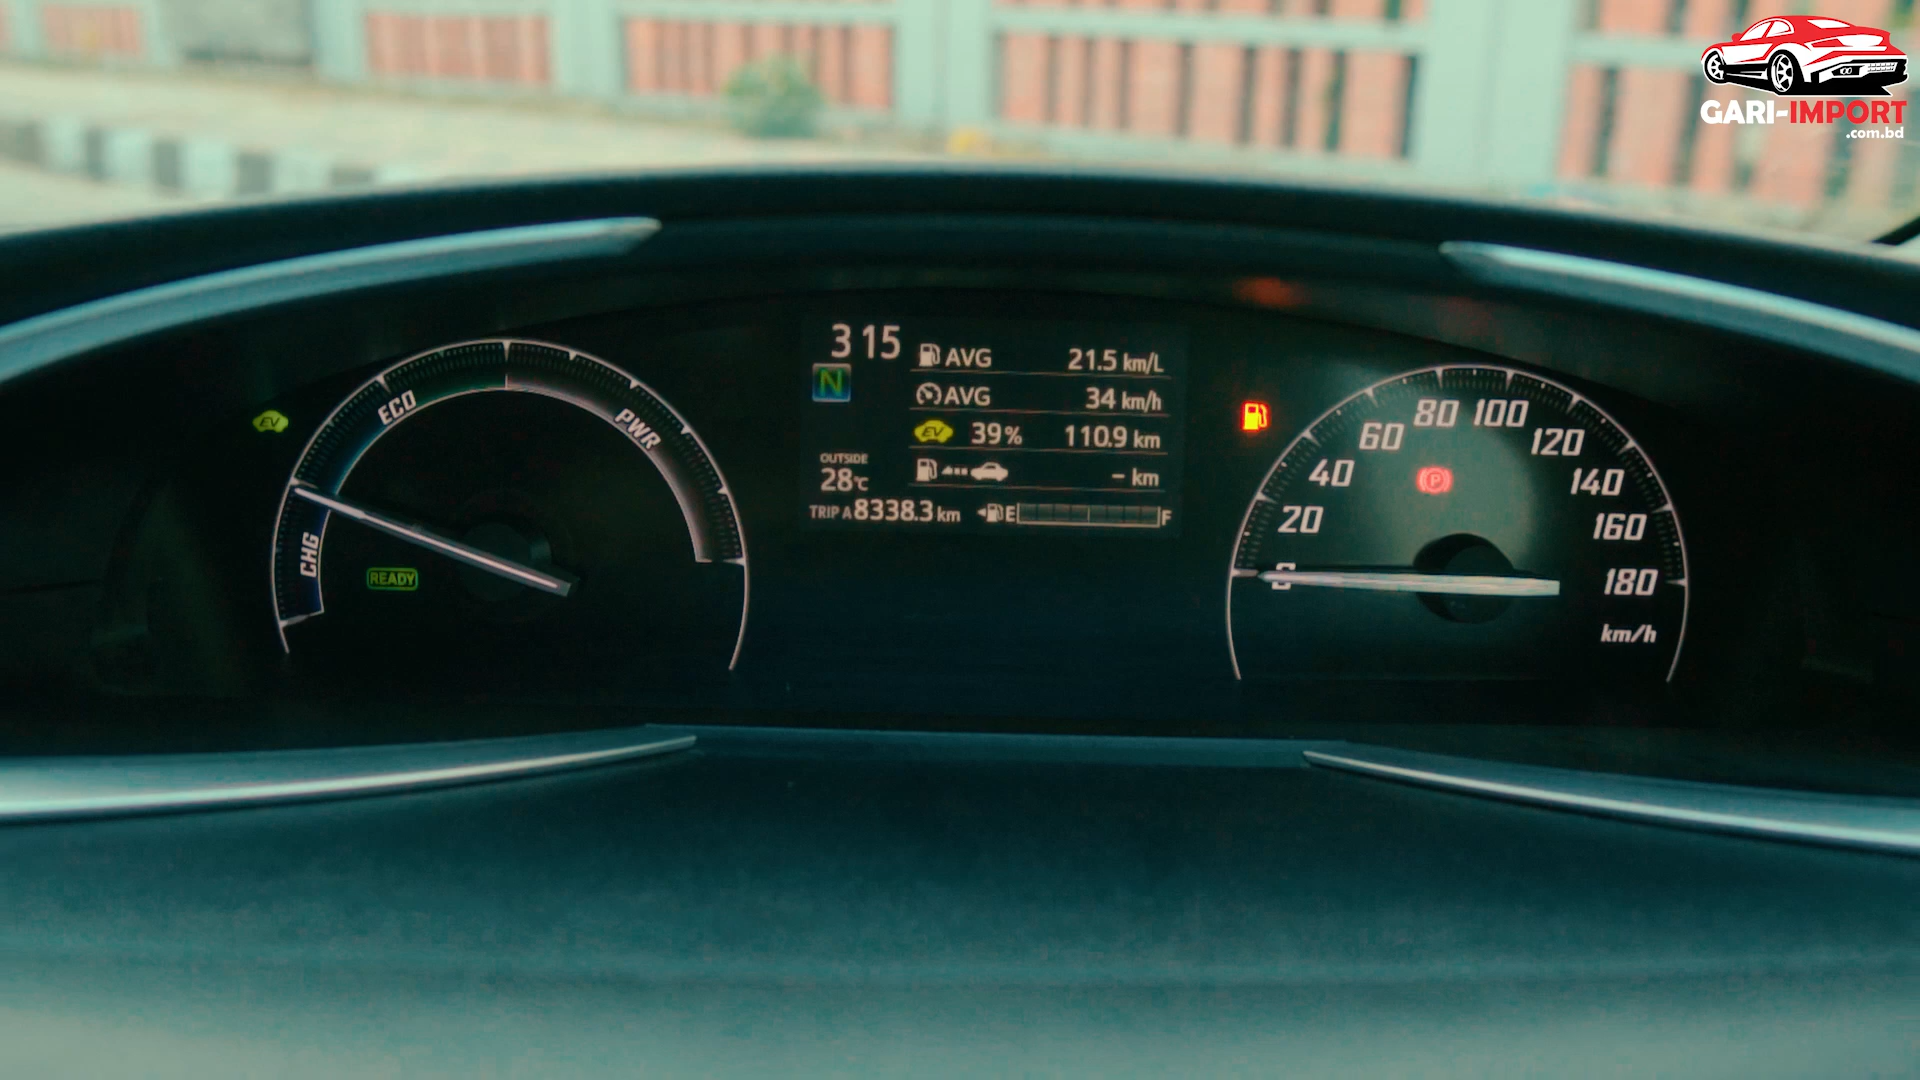 GARI-IMPORT
.com.bd
3 15
N
AVG 21.5 km/L
AVG 34 km/h
EV 39% 110.9 km
- km
OUTSIDE
28°C
TRIP A 8338.3 km E F
EV
ECO
PWR
CHG
READY
0
20
40
60
80
100
120
140
160
180
km/h
P